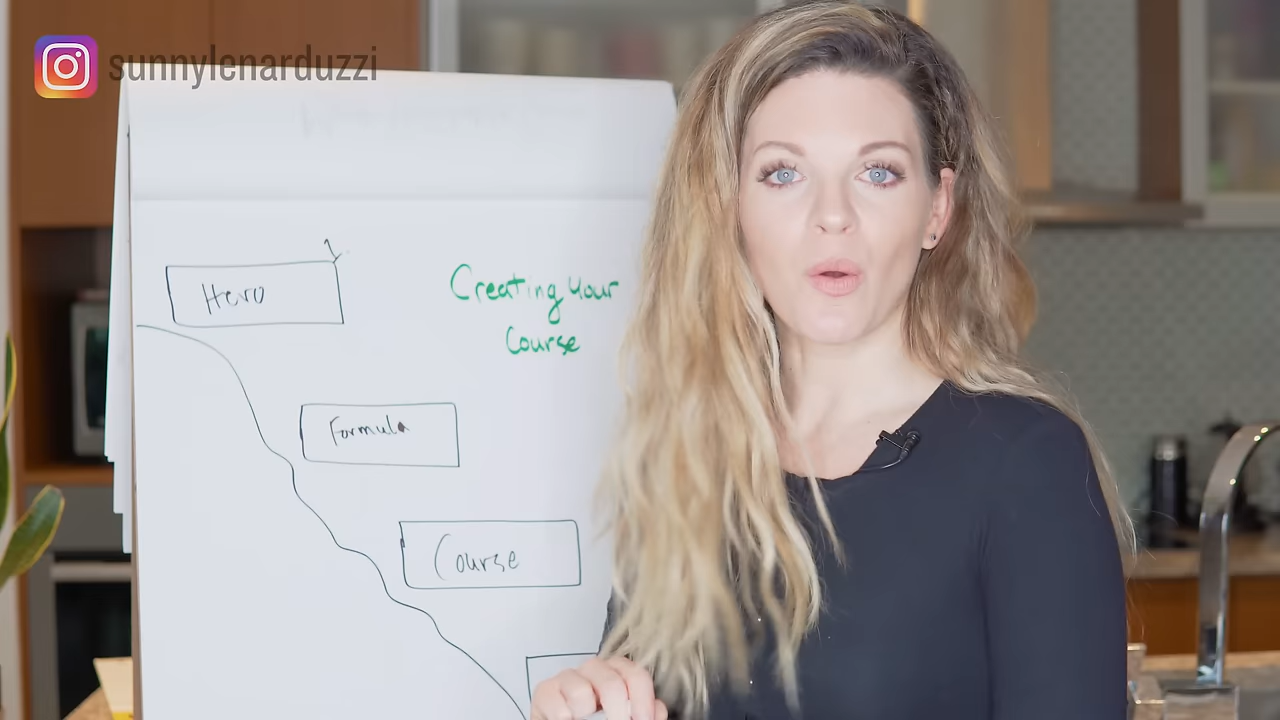 sunnylenarduzzi
Hero
Creating your
Course
Formula
Course